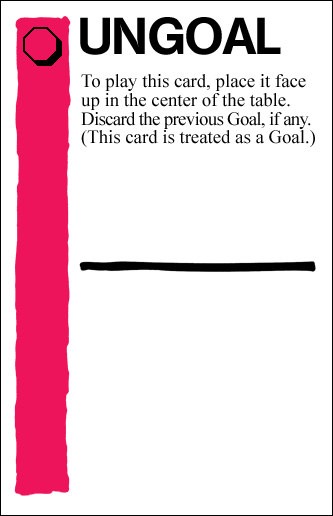 UNGOAL
To play this card, place it face
up in the center of the table.
Discard the previous Goal, if any.
(This card is treated as a Goal.)